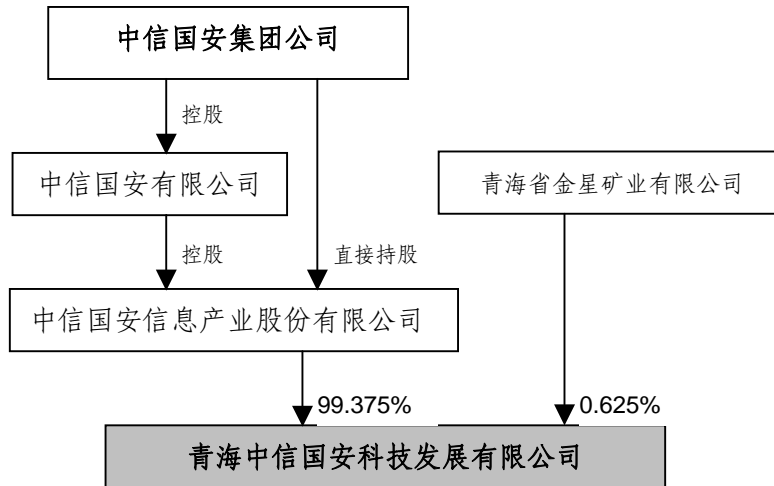 中信国安集团公司
控股
中信国安有限公司
青海省金星矿业有限公司
控股
直接持股
中信国安信息产业股份有限公司
99.375%
0.625%
青海中信国安科技发展有限公司